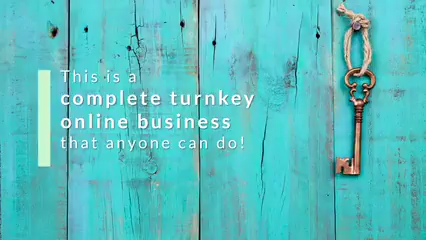 This is a
complete turnkey
online business
that anyone can do!